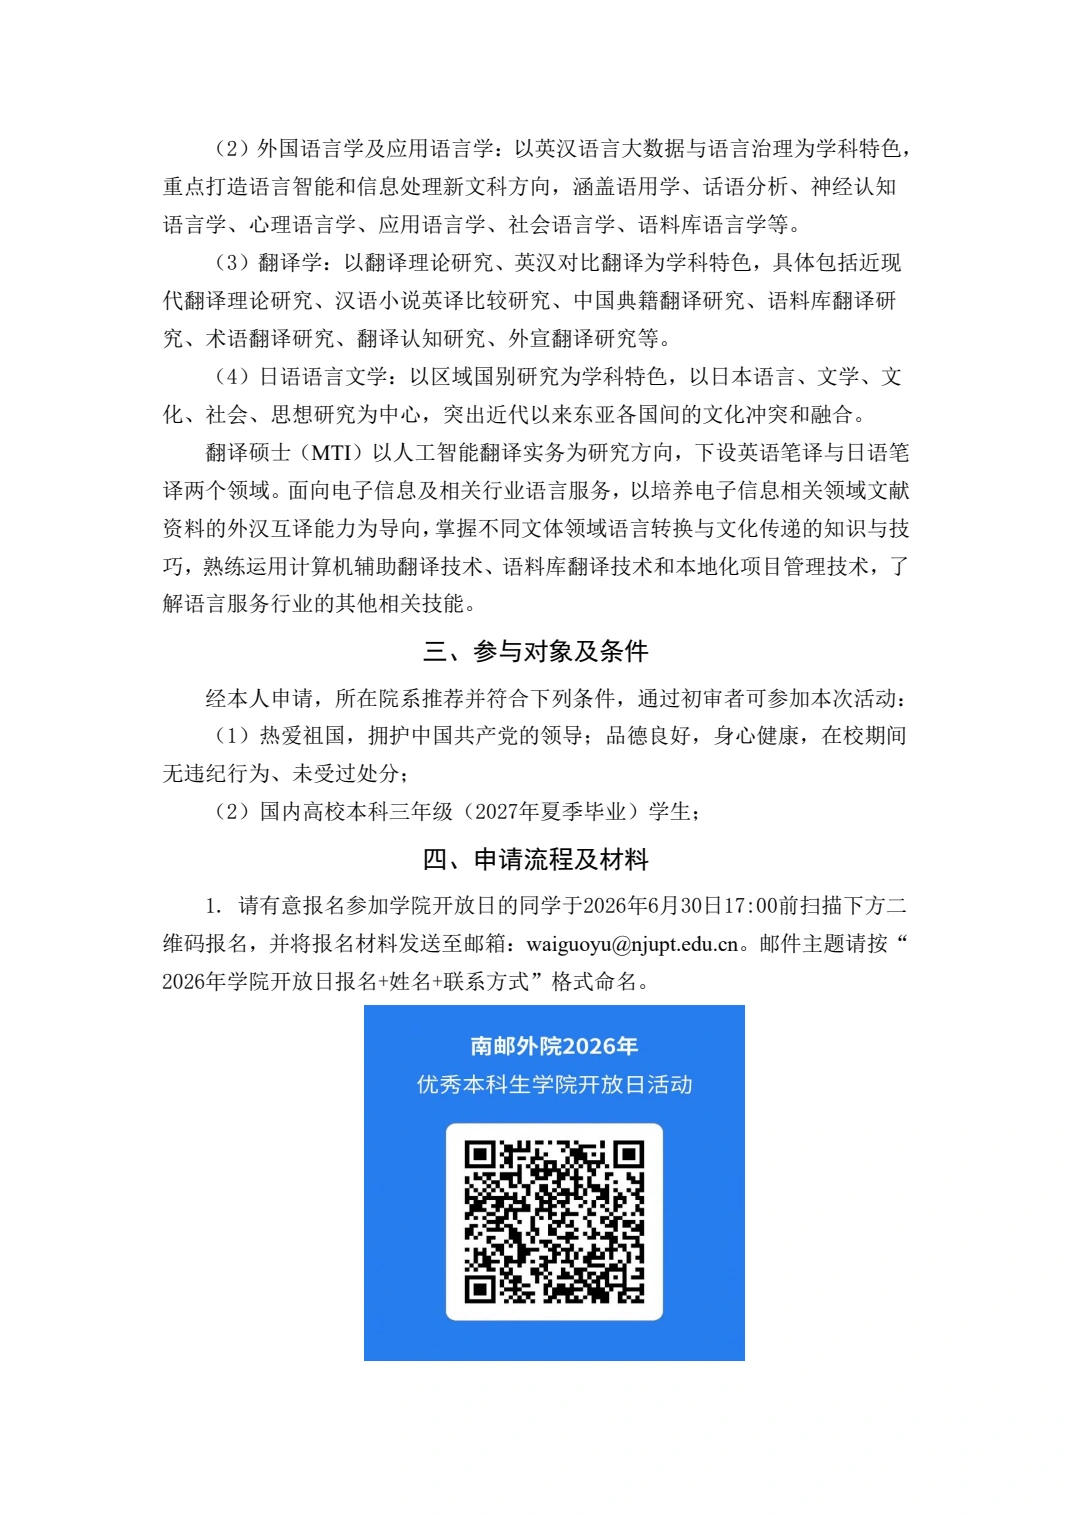 （2）外国语言学及应用语言学：以英汉语言大数据与语言治理为学科特色，
重点打造语言智能和信息处理新文科方向，涵盖语用学、话语分析、神经认知
语言学、心理语言学、应用语言学、社会语言学、语料库语言学等。
（3）翻译学：以翻译理论研究、英汉对比翻译为学科特色，具体包括近现
代翻译理论研究、汉语小说英译比较研究、中国典籍翻译研究、语料库翻译研
究、术语翻译研究、翻译认知研究、外宣翻译研究等。
（4）日语语言文学：以区域国别研究为学科特色，以日本语言、文学、文
化、社会、思想研究为中心，突出近代以来东亚各国间的文化冲突和融合。
翻译硕士（MTI）以人工智能翻译实务为研究方向，下设英语笔译与日语笔
译两个领域。面向电子信息及相关行业语言服务，以培养电子信息相关领域文献
资料的外汉互译能力为导向，掌握不同文体领域语言转换与文化传递的知识与技
巧，熟练运用计算机辅助翻译技术、语料库翻译技术和本地化项目管理技术，了
解语言服务行业的其他相关技能。
三、参与对象及条件
经本人申请，所在院系推荐并符合下列条件，通过初审者可参加本次活动：
（1）热爱祖国，拥护中国共产党的领导；品德良好，身心健康，在校期间
无违纪行为、未受过处分；
（2）国内高校本科三年级（2027年夏季毕业）学生；
四、申请流程及材料
1. 请有意报名参加学院开放日的同学于2026年6月30日17:00前扫描下方二
维码报名，并将报名材料发送至邮箱：waiguoyu@njupt.edu.cn。邮件主题请按“
2026年学院开放日报名+姓名+联系方式”格式命名。
南邮外院2026年
优秀本科生学院开放日活动